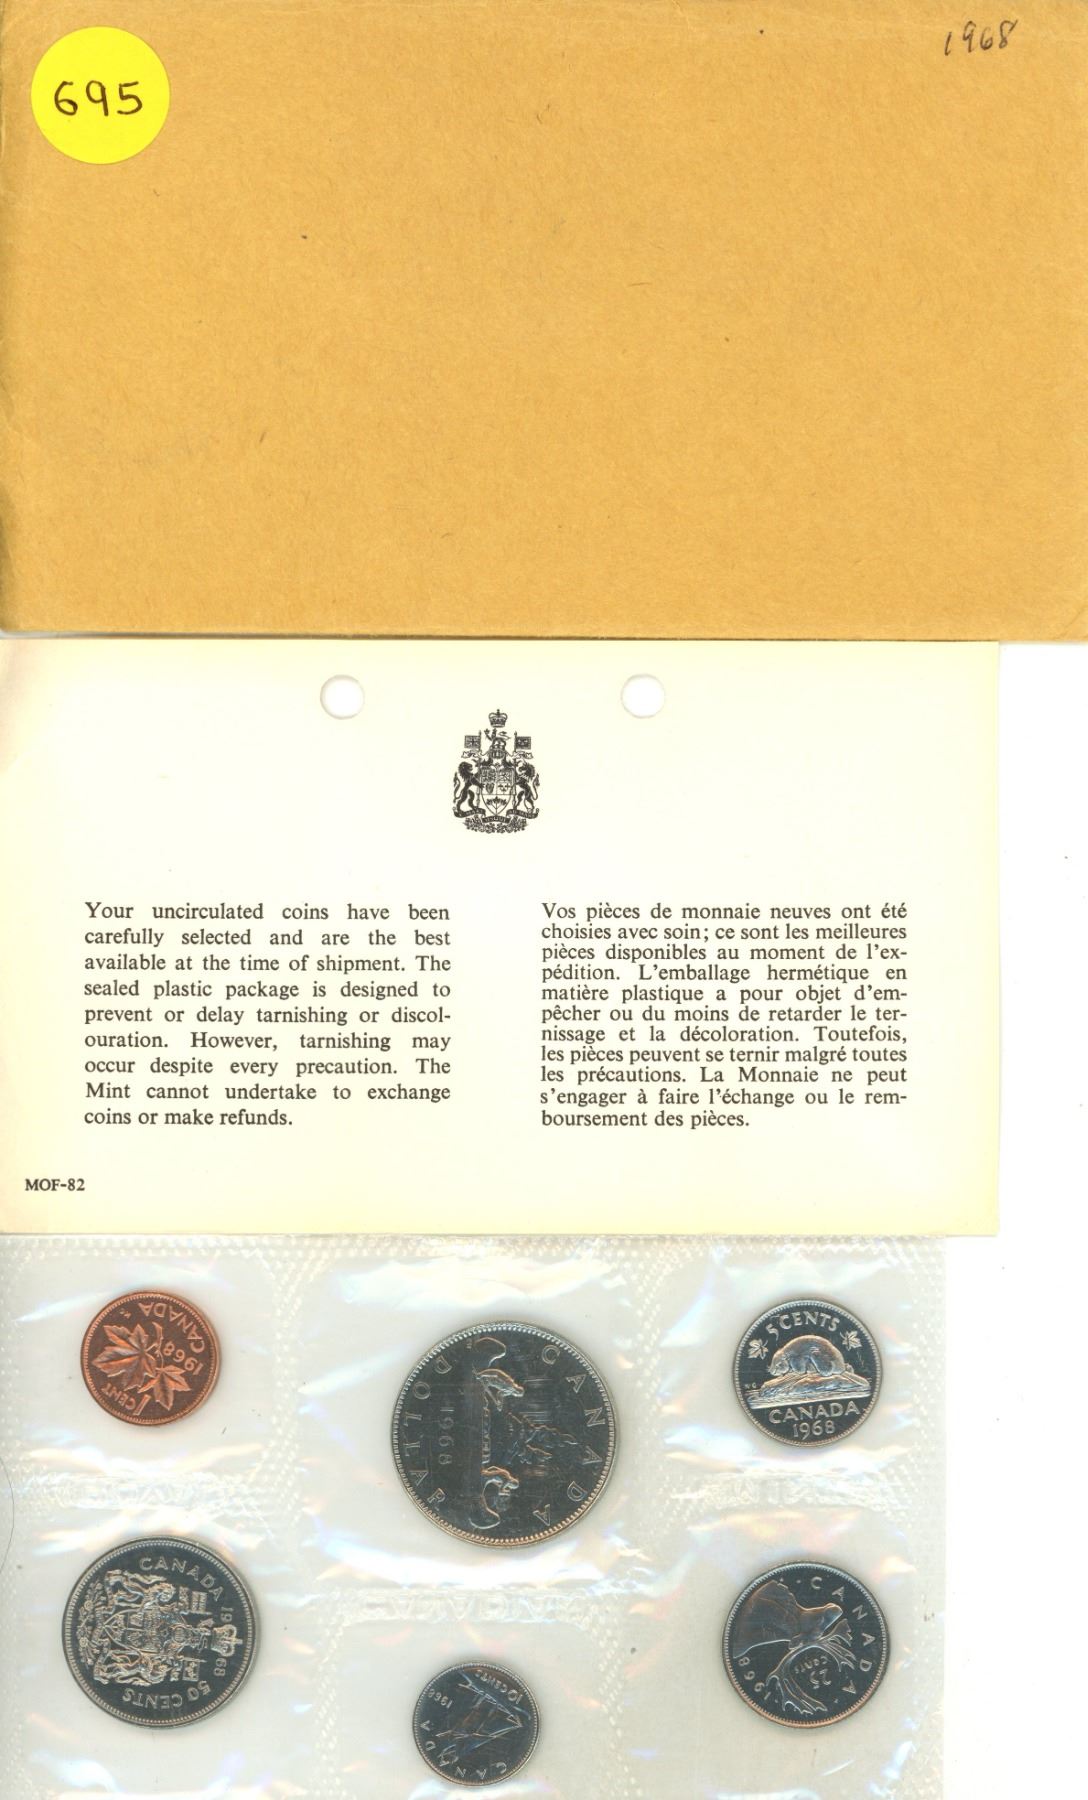 695
1968
Your uncirculated coins have been
carefully selected and are the best
available at the time of shipment. The
sealed plastic package is designed to
prevent or delay tarnishing or discol-
ouration. However, tarnishing may
occur despite every precaution. The
Mint cannot undertake to exchange
coins or make refunds.
Vos pièces de monnaie neuves ont été
choisies avec soin; ce sont les meilleures
pièces disponibles au moment de l'ex-
pédition. L'emballage hermétique en
matière plastique a pour objet d'em-
pêcher ou du moins de retarder le ter-
nissage et la décoloration. Toutefois,
les pièces peuvent se ternir malgré toutes
les précautions. La Monnaie ne peut
s'engager à faire l'échange ou le rem-
boursement des pièces.
MOF-82
1 CENT
1968
CANADA
CANADA
1968
DOLLAR
5 CENTS
CANADA
1968
CANADA
1968
50 CENTS
1968
10 CENTS
CANADA
CANADA
25
CENTS
1968